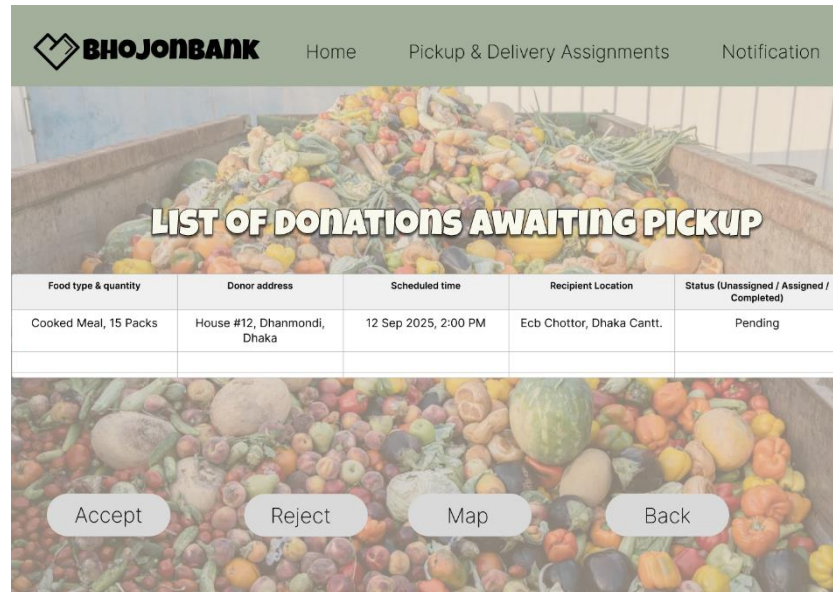 BHOJONBANK
Home
Pickup & Delivery Assignments
Notification
LIST OF DONATIONS AWAITING PICKUP
Food type & quantity
Donor address
Scheduled time
Recipient Location
Status (Unassigned / Assigned /
Completed)
Cooked Meal, 15 Packs
House #12, Dhanmondi,
Dhaka
12 Sep 2025, 2:00 PM
Ecb Chottor, Dhaka Cantt.
Pending
Accept
Reject
Map
Back